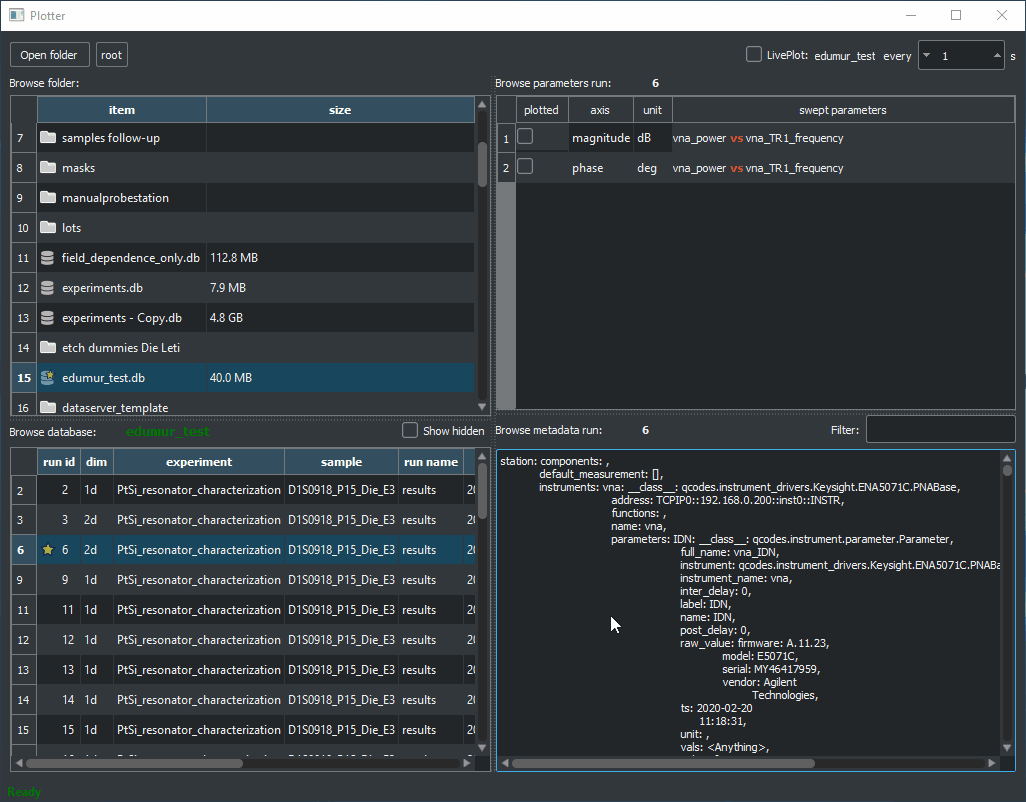 Plotter
Open folder root
LivePlot: edumur_test every 1 s
Browse folder:
item size
7 samples follow-up
8 masks
9 manualprobestation
10 lots
11 field_dependence_only.db 112.8 MB
12 experiments.db 7.9 MB
13 experiments - Copy.db 4.8 GB
14 etch dummies Die Leti
15 edumur_test.db 40.0 MB
16 dataserver_template
Browse parameters run: 6
plotted axis unit swept parameters
1 magnitude dB vna_power vs vna_TR1_frequency
2 phase deg vna_power vs vna_TR1_frequency
Browse database: edumur_test Show hidden
run id dim experiment sample run name
2 2 1d PtSi_resonator_characterization D1S0918_P15_Die_E3 results 20
3 3 2d PtSi_resonator_characterization D1S0918_P15_Die_E3 results 20
6 6 2d PtSi_resonator_characterization D1S0918_P15_Die_E3 results 20
9 9 1d PtSi_resonator_characterization D1S0918_P15_Die_E3 results 20
11 11 1d PtSi_resonator_characterization D1S0918_P15_Die_E3 results 20
12 12 1d PtSi_resonator_characterization D1S0918_P15_Die_E3 results 20
13 13 1d PtSi_resonator_characterization D1S0918_P15_Die_E3 results 20
14 14 1d PtSi_resonator_characterization D1S0918_P15_Die_E3 results 20
15 15 1d PtSi_resonator_characterization D1S0918_P15_Die_E3 results 20
Browse metadata run: 6 Filter:
station: components: ,
default_measurement: [],
instruments: vna: __class__: qcodes.instrument_drivers.Keysight.ENA5071C.PNABase,
address: TCPIP0::192.168.0.200::inst0::INSTR,
functions: ,
name: vna,
parameters: IDN: __class__: qcodes.instrument.parameter.Parameter,
full_name: vna_IDN,
instrument: qcodes.instrument_drivers.Keysight.ENA5071C.PNABa
instrument_name: vna,
inter_delay: 0,
label: IDN,
name: IDN,
post_delay: 0,
raw_value: firmware: A.11.23,
model: E5071C,
serial: MY46417959,
vendor: Agilent
Technologies,
ts: 2020-02-20
11:18:31,
unit: ,
vals: <Anything>,
Ready